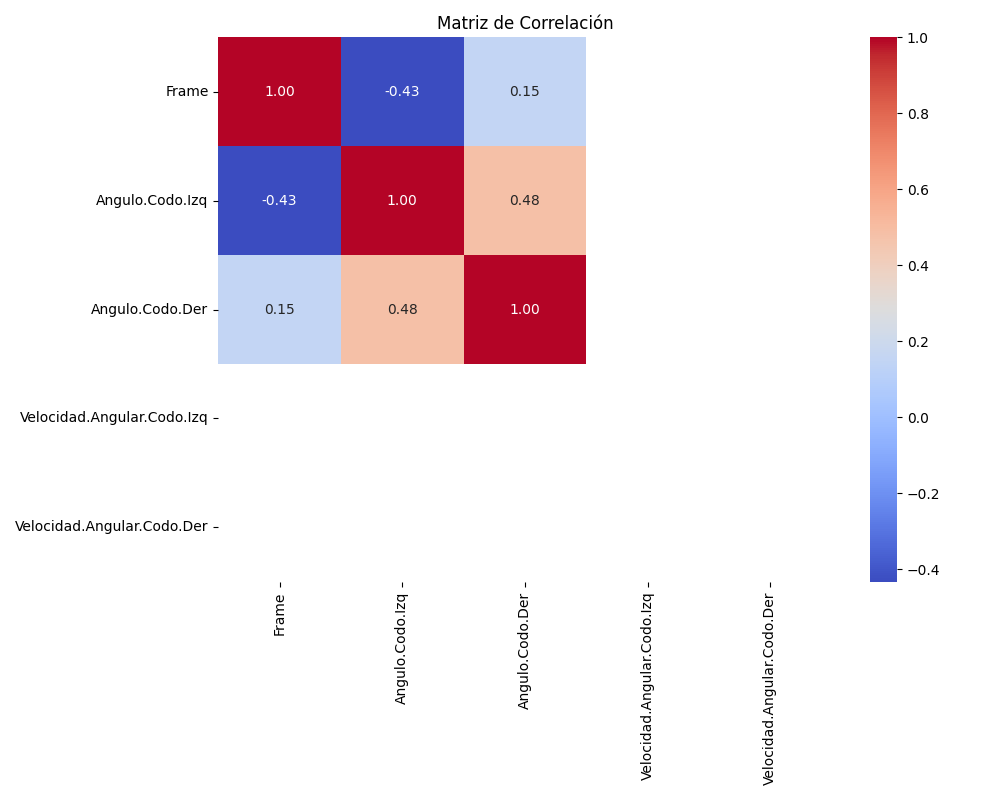 Matriz de Correlación
Frame 1.00 -0.43 0.15
Angulo.Codo.Izq -0.43 1.00 0.48
Angulo.Codo.Der 0.15 0.48 1.00
Velocidad.Angular.Codo.Izq
Velocidad.Angular.Codo.Der
Frame
Angulo.Codo.Izq
Angulo.Codo.Der
Velocidad.Angular.Codo.Izq
Velocidad.Angular.Codo.Der
1.0
0.8
0.6
0.4
0.2
0.0
−0.2
−0.4